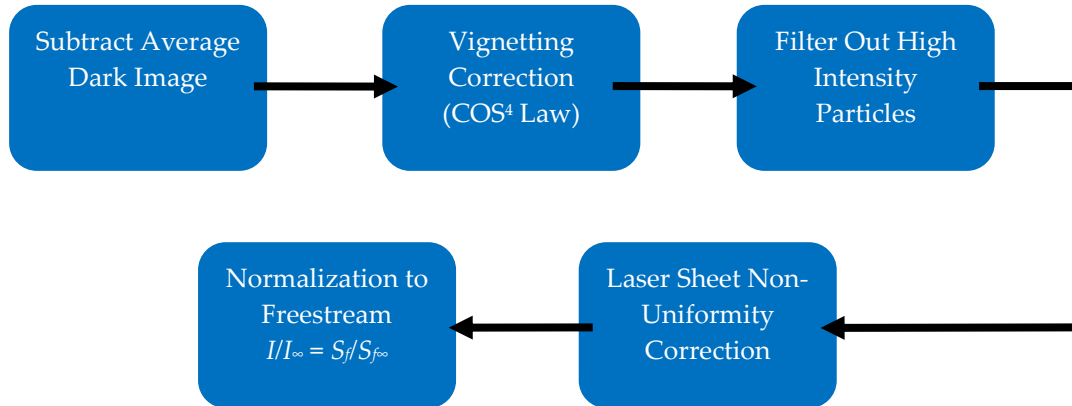 Subtract Average
Dark Image
Vignetting
Correction
(COS⁴ Law)
Filter Out High
Intensity
Particles
Laser Sheet Non-
Uniformity
Correction
Normalization to
Freestream
I/I∞ = Sf/Sf∞